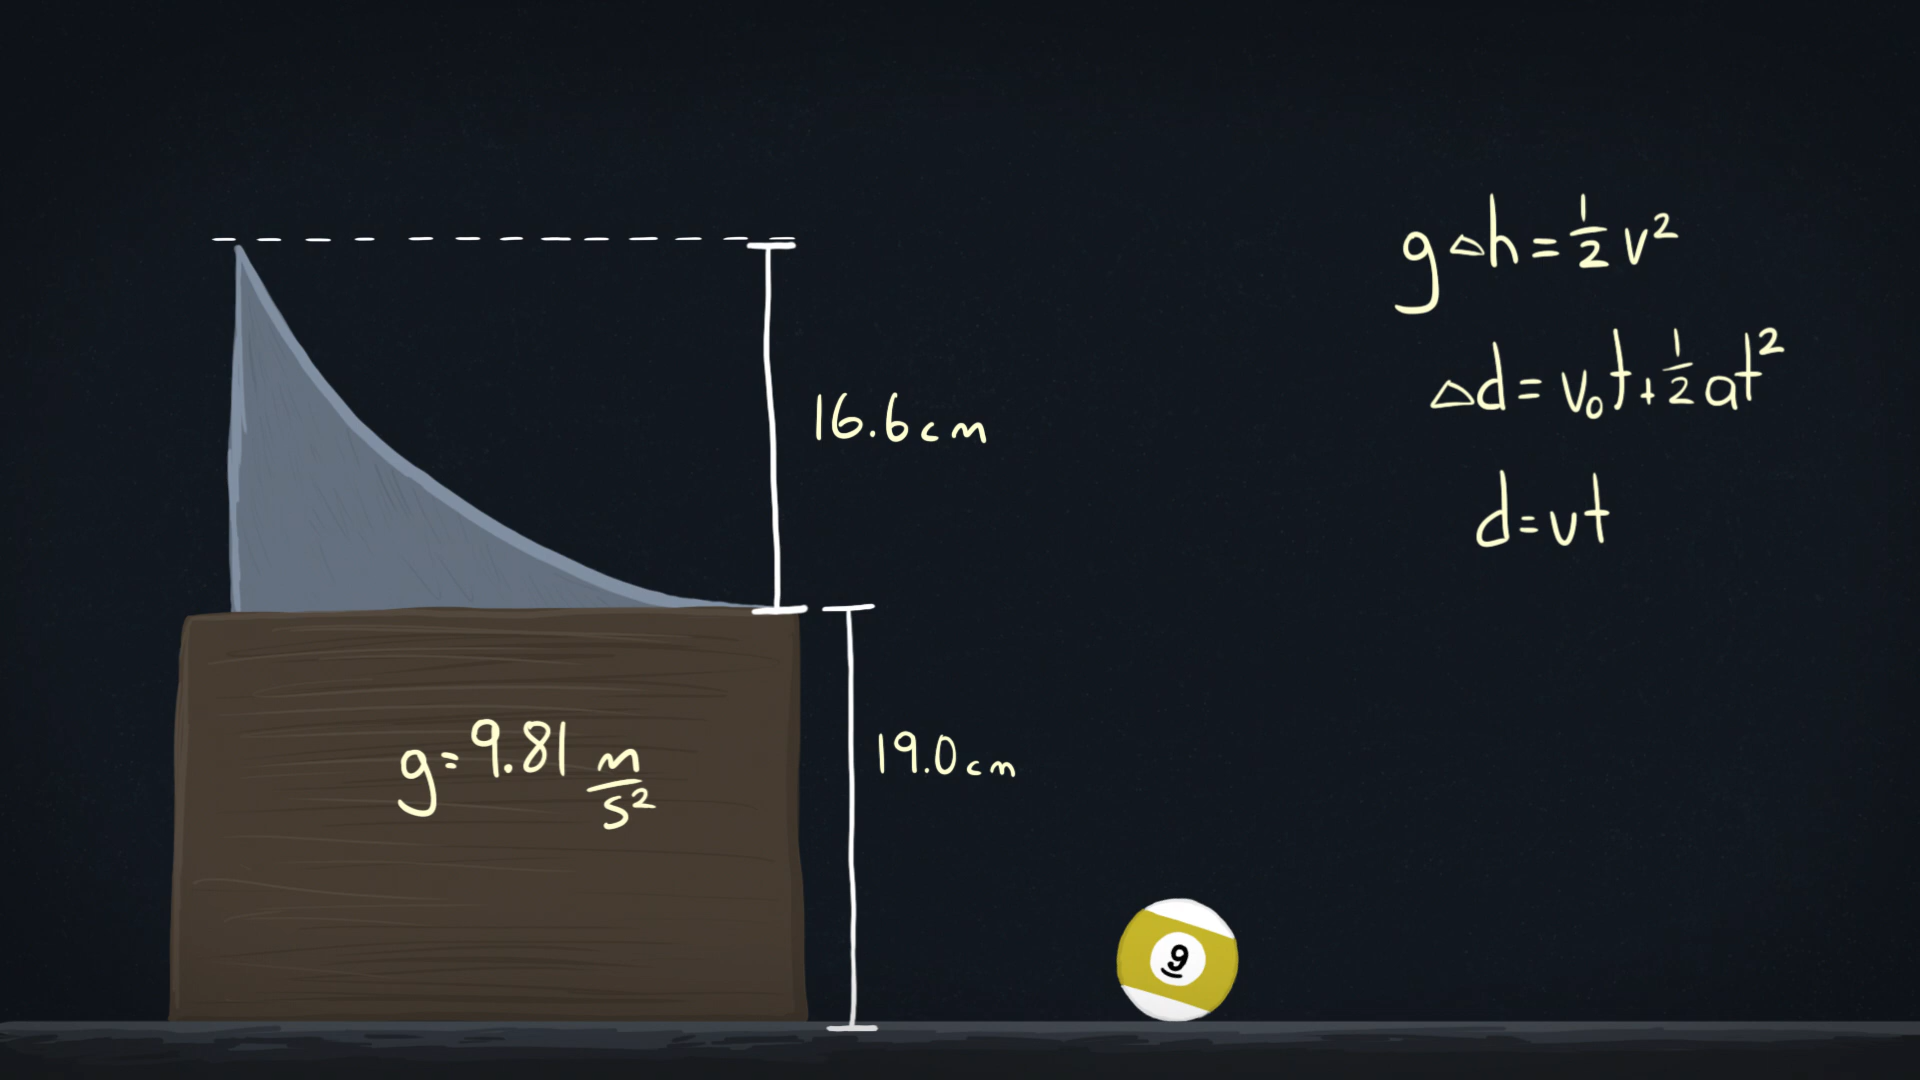 g△h=½v²
△d=v₀t+½at²
16.6cm
d=vt
g=9.81 m/s²
19.0cm
9